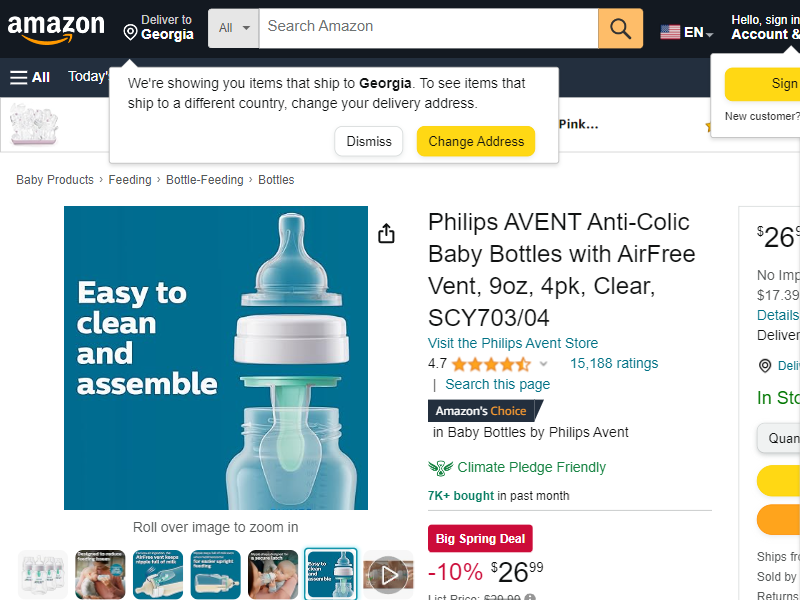 amazon
Deliver to
Georgia
All
Search Amazon
EN
Hello, sign in
Account &
All
Today'
We're showing you items that ship to Georgia. To see items that
ship to a different country, change your delivery address.
Dismiss
Change Address
Pink...
Sign
New customer?
Baby Products › Feeding › Bottle-Feeding › Bottles
Easy to
clean
and
assemble
Roll over image to zoom in
Philips AVENT Anti-Colic
Baby Bottles with AirFree
Vent, 9oz, 4pk, Clear,
SCY703/04
Visit the Philips Avent Store
4.7
15,188 ratings
| Search this page
Amazon's Choice
in Baby Bottles by Philips Avent
Climate Pledge Friendly
7K+ bought in past month
Big Spring Deal
-10% $26.99
List Price: $29.99
$26
No Imp
$17.39
Details
Deliver
Deli
In Sto
Quan
Ships fr
Sold by
Returns